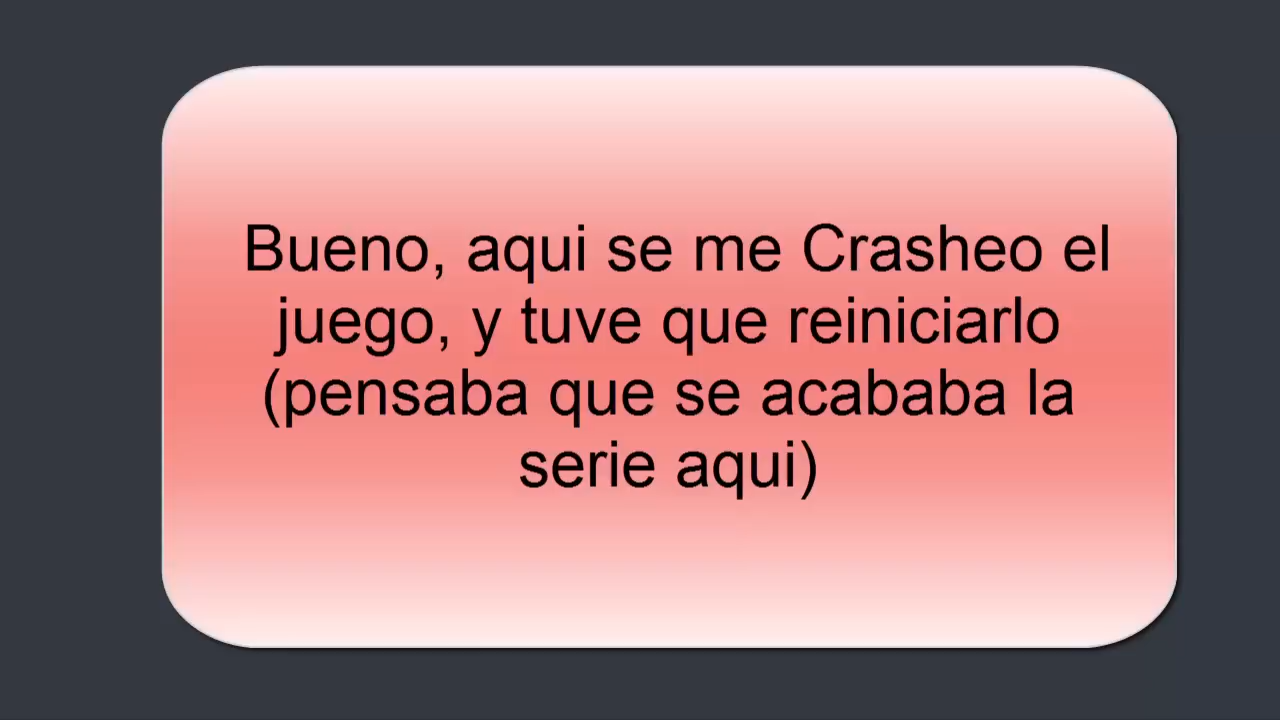 Bueno, aqui se me Crasheo el
juego, y tuve que reiniciarlo
(pensaba que se acababa la
serie aqui)